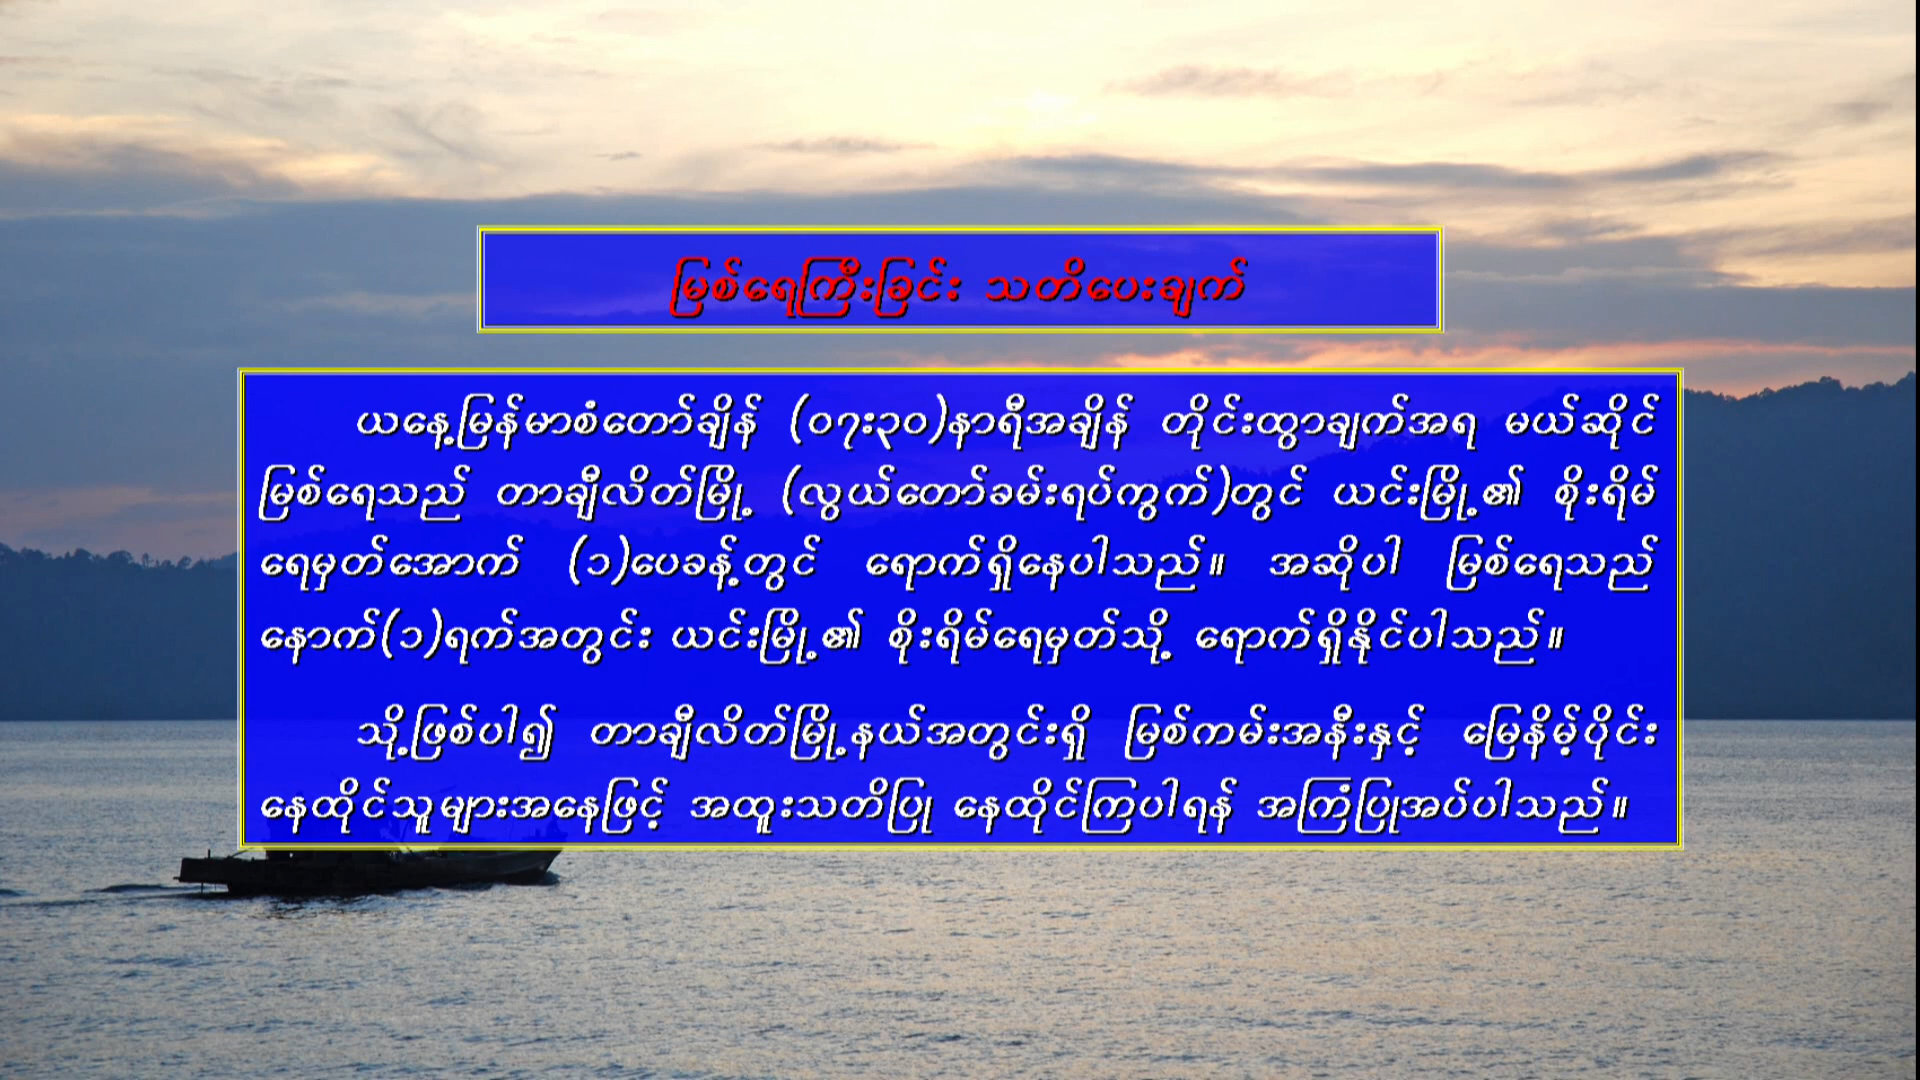 မြစ်ရေကြီးခြင်း သတိပေးချက်
ယနေ့မြန်မာစံတော်ချိန် (၀၇း၃၀)နာရီအချိန် တိုင်းထွာချက်အရ မယ်ဆိုင်
မြစ်ရေသည် တာချီလိတ်မြို့ (လွယ်တော်ခမ်းရပ်ကွက်)တွင် ယင်းမြို့၏ စိုးရိမ်
ရေမှတ်အောက် (၁)ပေခန့်တွင် ရောက်ရှိနေပါသည်။ အဆိုပါ မြစ်ရေသည်
နောက်(၁)ရက်အတွင်း ယင်းမြို့၏ စိုးရိမ်ရေမှတ်သို့ ရောက်ရှိနိုင်ပါသည်။
သို့ဖြစ်ပါ၍ တာချီလိတ်မြို့နယ်အတွင်းရှိ မြစ်ကမ်းအနီးနှင့် မြေနိမ့်ပိုင်း
နေထိုင်သူများအနေဖြင့် အထူးသတိပြု နေထိုင်ကြပါရန် အကြံပြုအပ်ပါသည်။